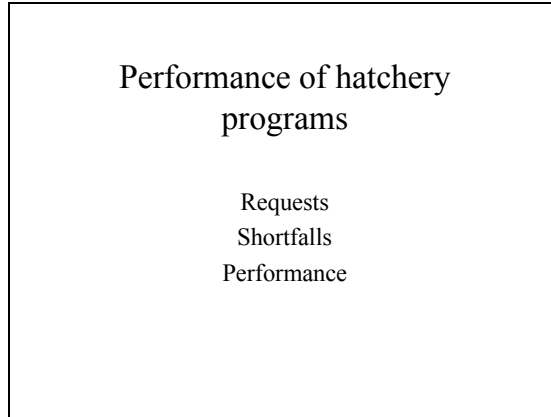 Performance of hatchery
programs
Requests
Shortfalls
Performance